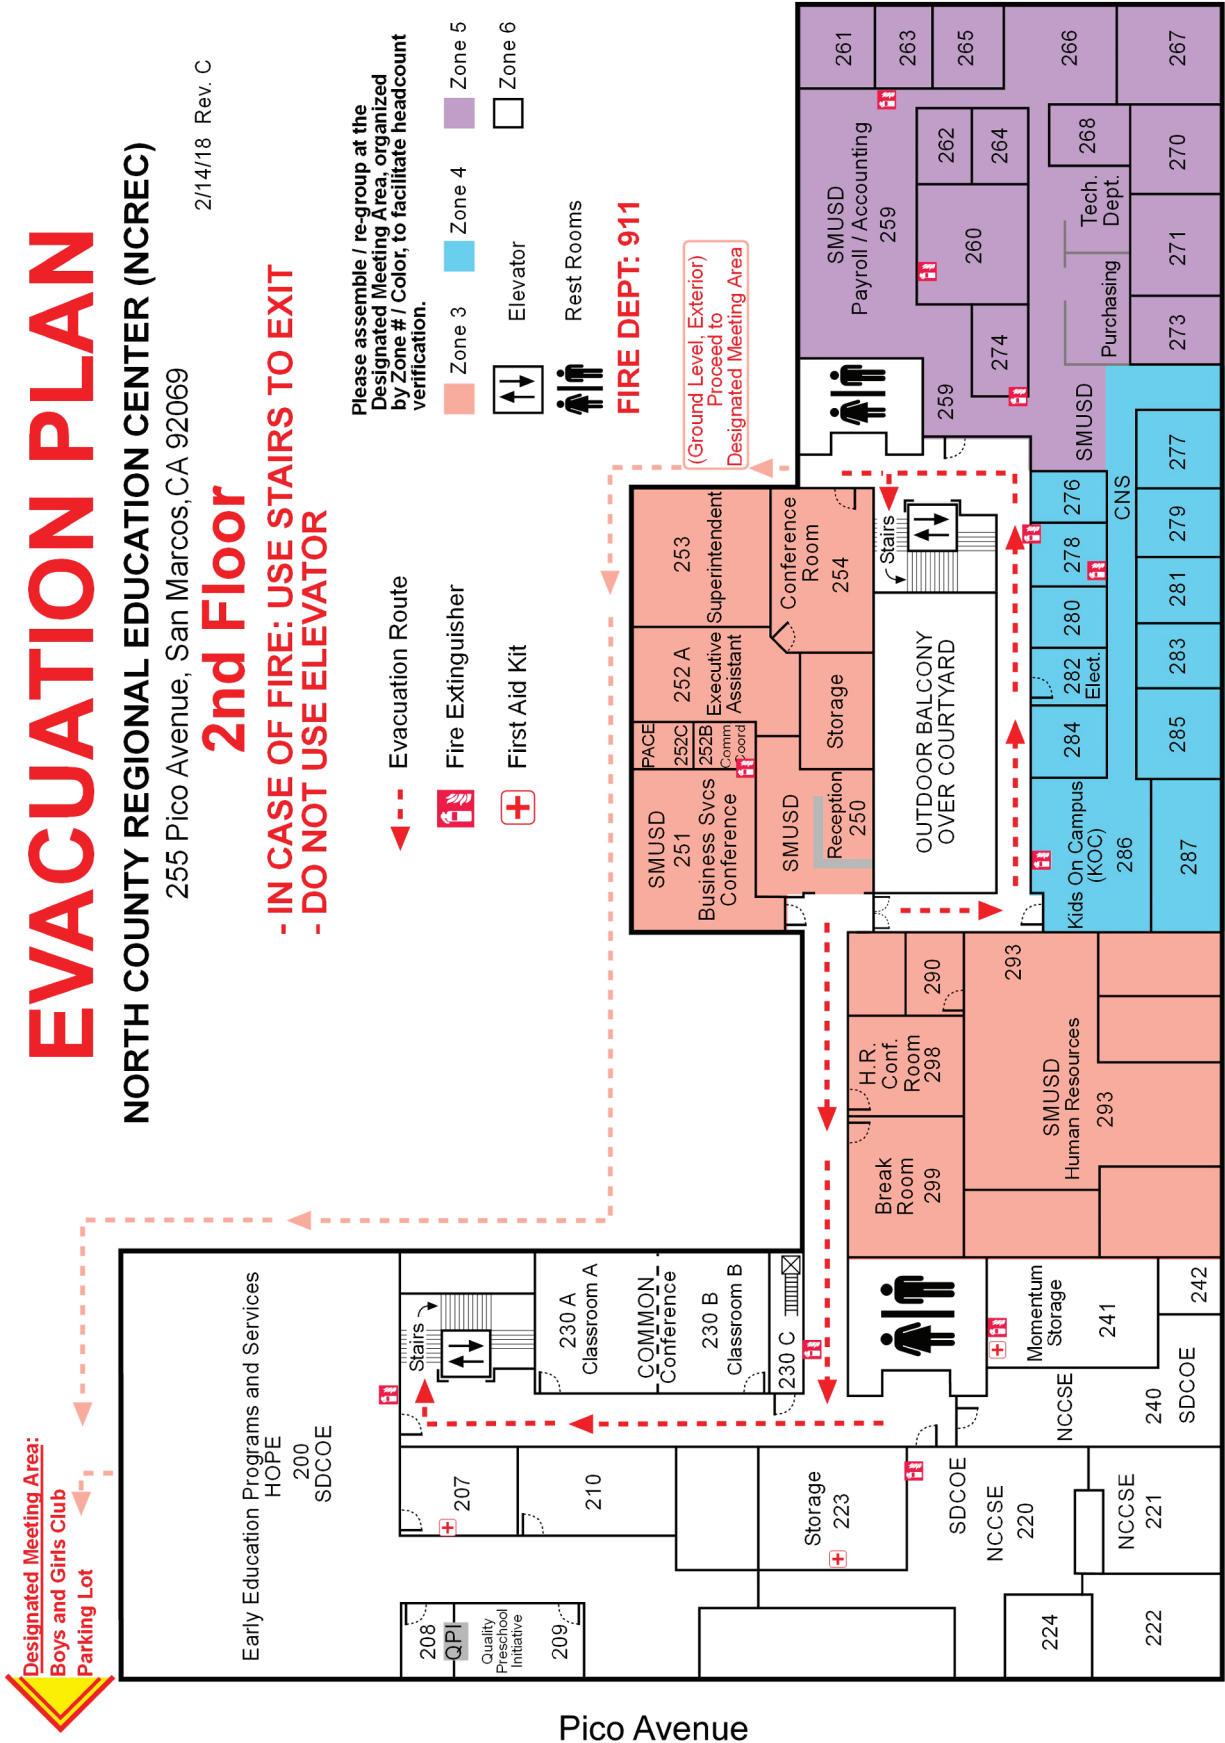 EVACUATION PLAN
NORTH COUNTY REGIONAL EDUCATION CENTER (NCREC)
255 Pico Avenue, San Marcos,CA 92069
2/14/18 Rev. C
2nd Floor
- IN CASE OF FIRE: USE STAIRS TO EXIT
- DO NOT USE ELEVATOR
Designated Meeting Area:
Boys and Girls Club
Parking Lot
Evacuation Route
Fire Extinguisher
First Aid Kit
Please assemble / re-group at the
Designated Meeting Area, organized
by Zone # / Color, to facilitate headcount
verification.
Zone 3
Zone 4
Zone 5
Zone 6
Elevator
Rest Rooms
FIRE DEPT: 911
(Ground Level, Exterior)
Proceed to
Designated Meeting Area
Early Education Programs and Services
HOPE
200
SDCOE
Stairs
207
208
QPI
Quality
Preschool
Initiative
209
210
230 A
Classroom A
COMMON
Conference
230 B
Classroom B
230 C
Storage
223
SDCOE
NCCSE
220
224
222
NCCSE
221
NCCSE
240
SDCOE
Momentum
Storage
241
242
Break
Room
299
H.R.
Conf.
Room
298
290
293
SMUSD
Human Resources
293
SMUSD
251
Business Svcs
Conference
PACE
252C
252B
Comm
Coord
252 A
Executive
Assistant
253
Superintendent
SMUSD
Reception
250
Storage
Conference
Room
254
OUTDOOR BALCONY
OVER COURTYARD
Stairs
Kids On Campus
(KOC)
286
287
284
285
282
Elect.
283
280
281
278
279
276
277
CNS
SMUSD
259
274
SMUSD
Payroll / Accounting
259
260
262
264
261
263
265
266
267
268
Tech.
Dept.
Purchasing
270
271
273
Pico Avenue